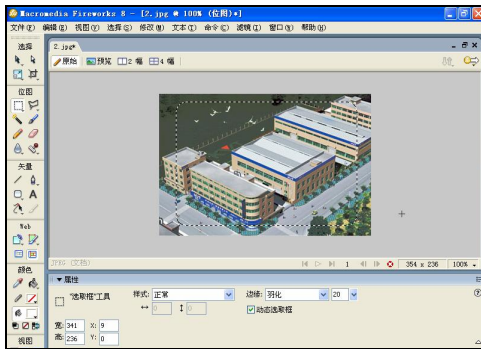 Macromedia Fireworks 8 - [2.jpg @ 100% (位图)*]
文件(F) 编辑(E) 视图(V) 选择(S) 修改(M) 文本(T) 命令(C) 滤镜(I) 窗口(W) 帮助(H)
选择
2.jpg*
原始 预览 2 幅 4 幅
位图
矢量
Web
颜色
视图
JPEG (文档)
1
354 x 236
100%
属性
"选取框"工具
样式: 正常
边缘: 羽化 20
0 0
动态选取框
宽: 341 X: 9
高: 236 Y: 0